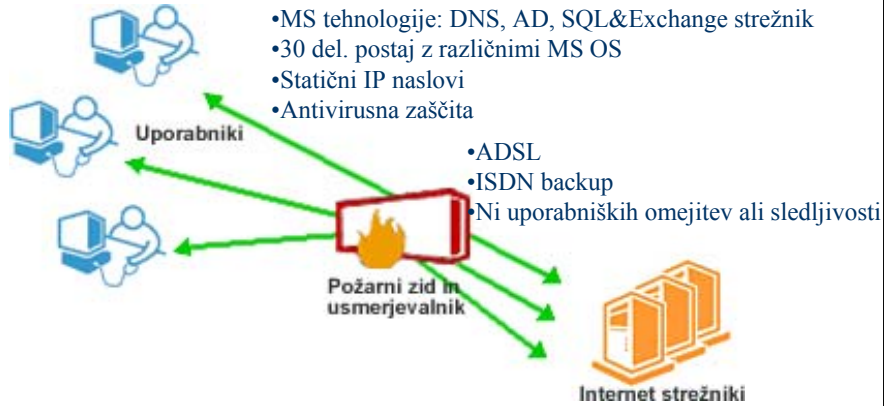 •MS tehnologije: DNS, AD, SQL&Exchange strežnik
•30 del. postaj z različnimi MS OS
•Statični IP naslovi
•Antivirusna zaščita
Uporabniki
•ADSL
•ISDN backup
•Ni uporabniških omejitev ali sledljivosti
Požarni zid in
usmerjevalnik
Internet strežniki